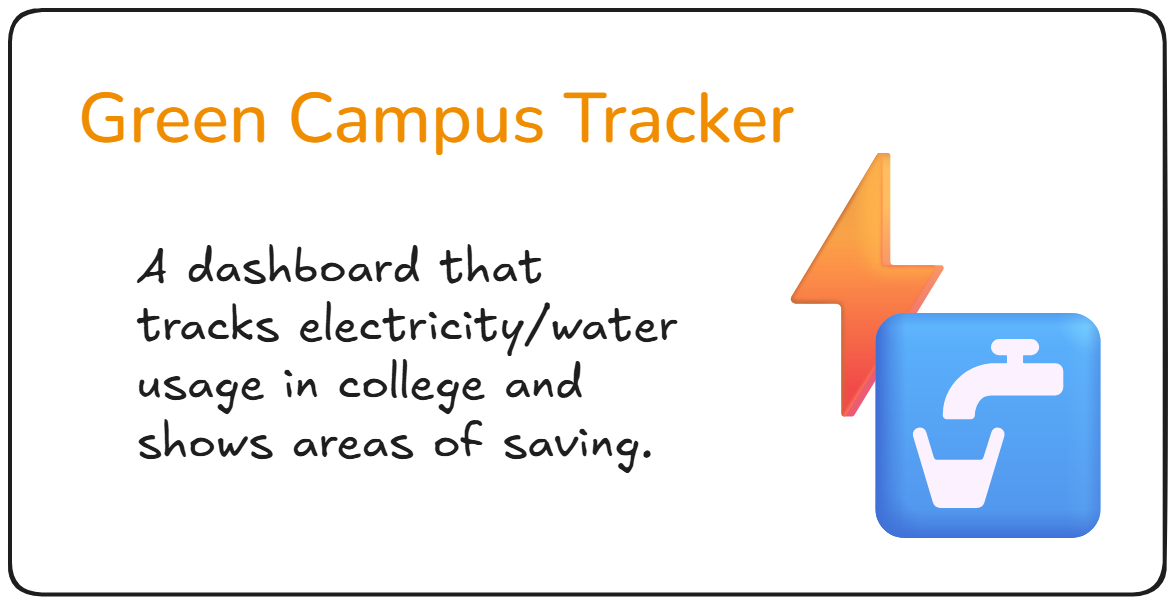 Green Campus Tracker
A dashboard that
tracks electricity/water
usage in college and
shows areas of saving.